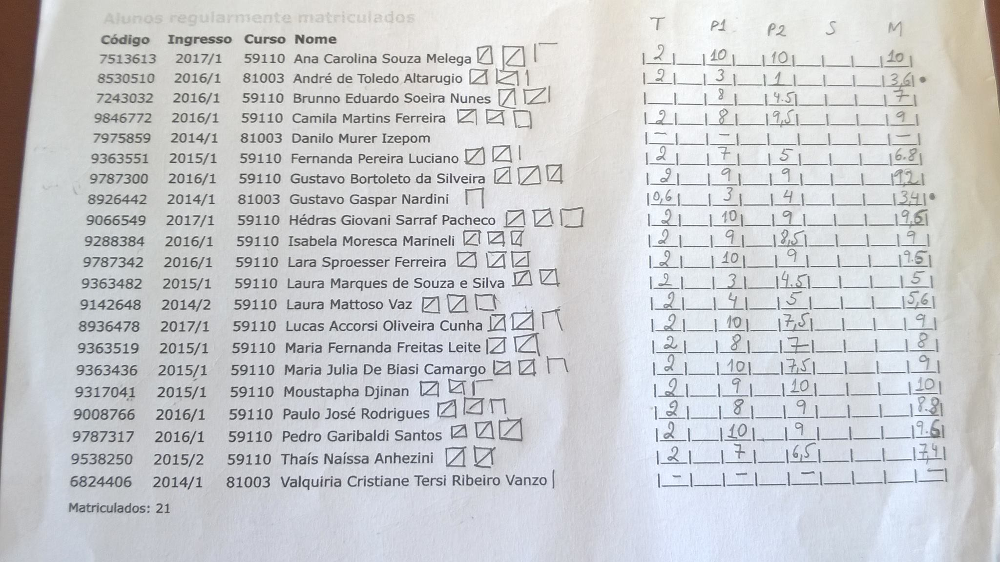 Alunos regularmente matriculados
T P1 P2 S M
Código Ingresso Curso Nome
7513613 2017/1 59110 Ana Carolina Souza Melega 2 10 10 10
8530510 2016/1 81003 André de Toledo Altarugio 2 3 1 3,6
7243032 2016/1 59110 Brunno Eduardo Soeira Nunes 8 4.5 7
9846772 2016/1 59110 Camila Martins Ferreira 2 8 9,5 9
7975859 2014/1 81003 Danilo Murer Izepom - - -
9363551 2015/1 59110 Fernanda Pereira Luciano 2 7 5 6.8
9787300 2016/1 59110 Gustavo Bortoleto da Silveira 2 9 9 9,2
8926442 2014/1 81003 Gustavo Gaspar Nardini 0,6 3 4 3,4
9066549 2017/1 59110 Hédras Giovani Sarraf Pacheco 2 10 9 9,6
9288384 2016/1 59110 Isabela Moresca Marineli 2 9 8,5 9
9787342 2016/1 59110 Lara Sproesser Ferreira 2 10 9 9.6
9363482 2015/1 59110 Laura Marques de Souza e Silva 2 3 4.5 5
9142648 2014/2 59110 Laura Mattoso Vaz 2 4 5 5,6
8936478 2017/1 59110 Lucas Accorsi Oliveira Cunha 2 10 7,5 9
9363519 2015/1 59110 Maria Fernanda Freitas Leite 2 8 7 8
9363436 2015/1 59110 Maria Julia De Biasi Camargo 2 10 7,5 9
9317041 2015/1 59110 Moustapha Djinan 2 9 10 10
9008766 2016/1 59110 Paulo José Rodrigues 2 8 9 8.8
9787317 2016/1 59110 Pedro Garibaldi Santos 2 10 9 9.6
9538250 2015/2 59110 Thaís Naíssa Anhezini 2 7 6,5 7,4
6824406 2014/1 81003 Valquiria Cristiane Tersi Ribeiro Vanzo - - - -
Matriculados: 21